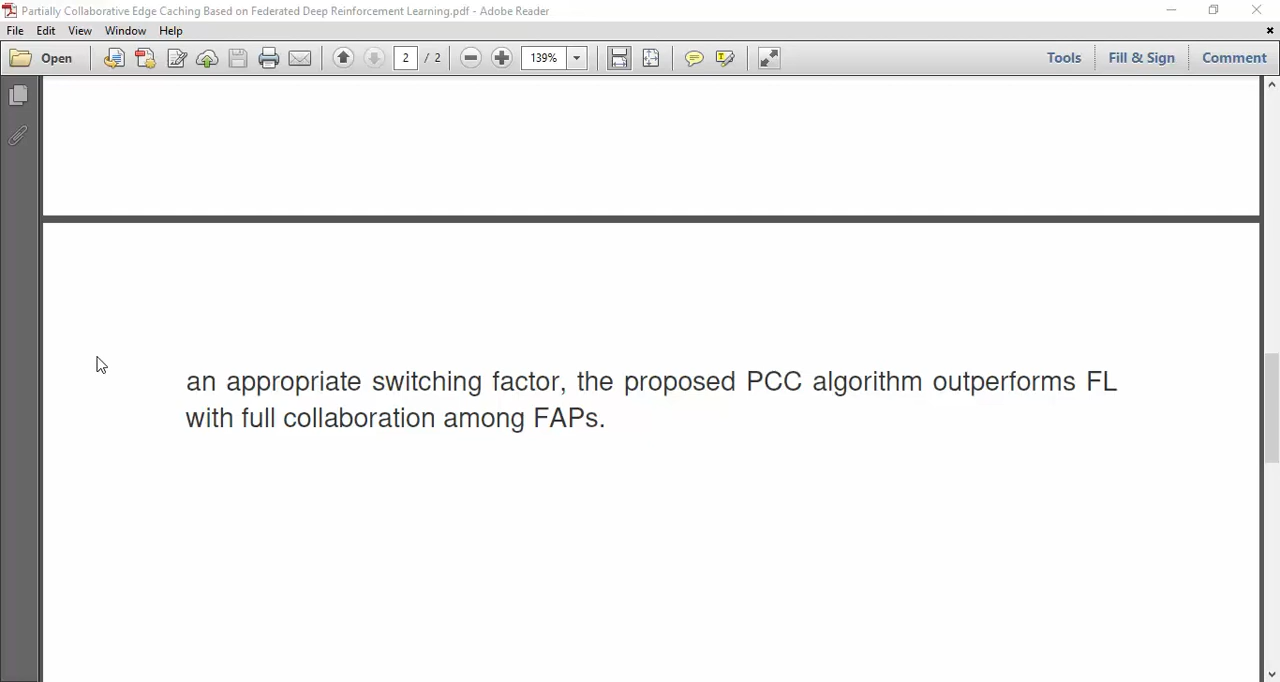 Partially Collaborative Edge Caching Based on Federated Deep Reinforcement Learning.pdf - Adobe Reader
File Edit View Window Help
Open 2 / 2 139% Tools Fill & Sign Comment
an appropriate switching factor, the proposed PCC algorithm outperforms FL
with full collaboration among FAPs.